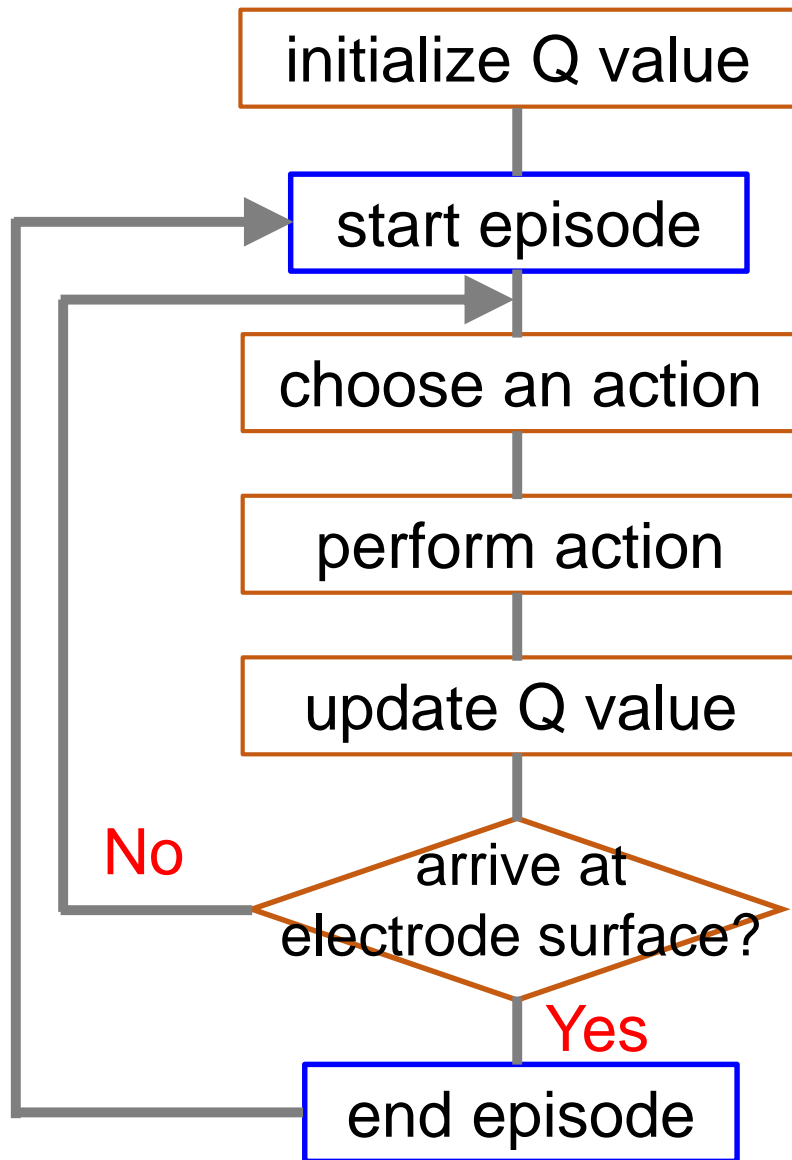 initialize Q value
start episode
choose an action
perform action
update Q value
No
arrive at
electrode surface?
Yes
end episode